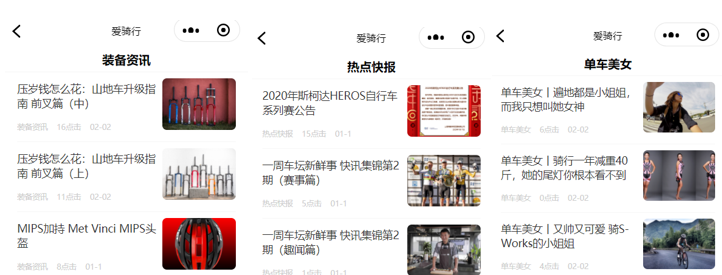 爱骑行
装备资讯
压岁钱怎么花：山地车升级指
南 前叉篇（中）
装备资讯 16点击 02-02
压岁钱怎么花：山地车升级指
南 前叉篇（上）
装备资讯 11点击 02-02
MIPS加持 Met Vinci MIPS头
盔
装备资讯 8点击 01-1
爱骑行
热点快报
2020年斯柯达HEROS自行车
系列赛公告
热点快报 15点击 01-1
一周车坛新鲜事 快讯集锦第2
期（赛事篇）
热点快报 5点击 01-1
一周车坛新鲜事 快讯集锦第2
期（趣闻篇）
热点快报 1点击 01-1
爱骑行
单车美女
单车美女丨遍地都是小姐姐，
而我只想叫她女神
单车美女 6点击 02-02
单车美女丨骑行一年减重40
斤，她的尾灯你根本看不到
单车美女 0点击 02-02
单车美女丨又帅又可爱 骑S-
Works的小姐姐
单车美女 4点击 02-02